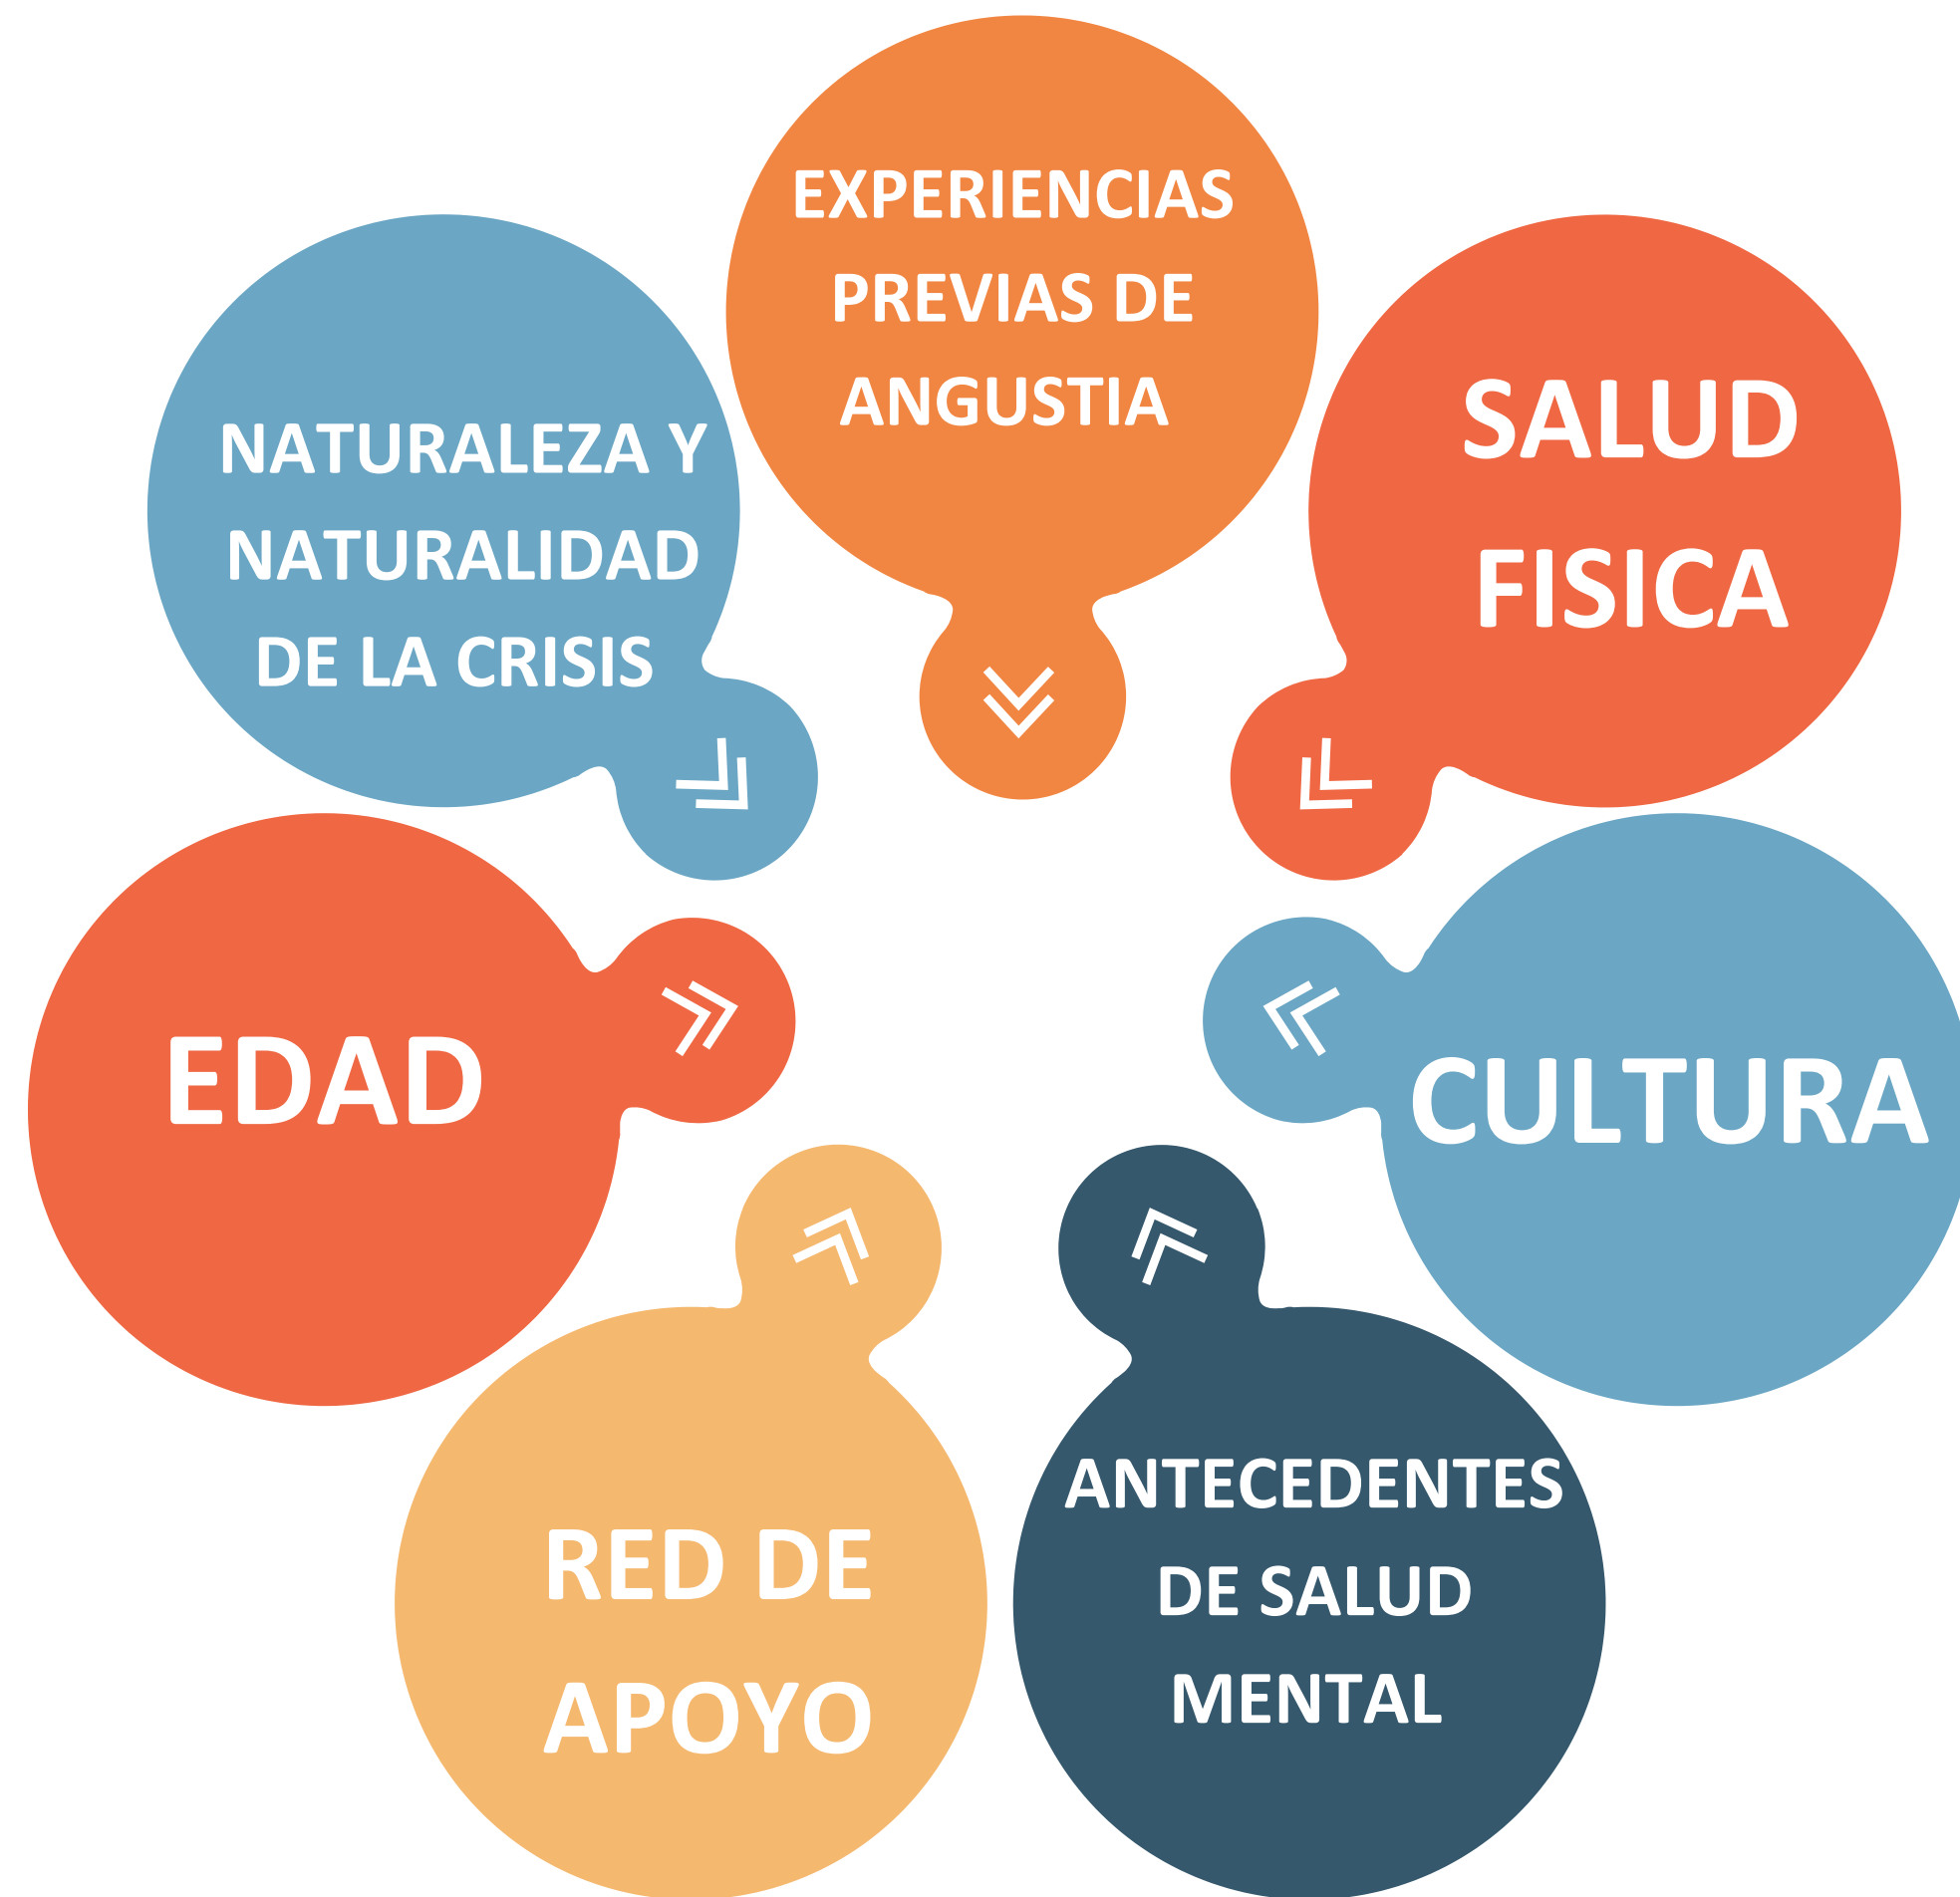 EXPERIENCIAS
PREVIAS DE
ANGUSTIA
NATURALEZA Y
NATURALIDAD
DE LA CRISIS
SALUD
FISICA
EDAD
CULTURA
RED DE
APOYO
ANTECEDENTES
DE SALUD
MENTAL